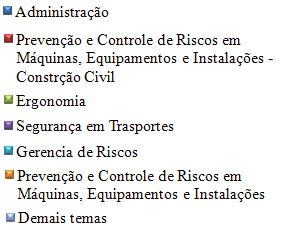 Administração
Prevenção e Controle de Riscos em
Máquinas, Equipamentos e Instalações -
Constrção Civil
Ergonomia
Segurança em Trasportes
Gerencia de Riscos
Prevenção e Controle de Riscos em
Máquinas, Equipamentos e Instalações
Demais temas